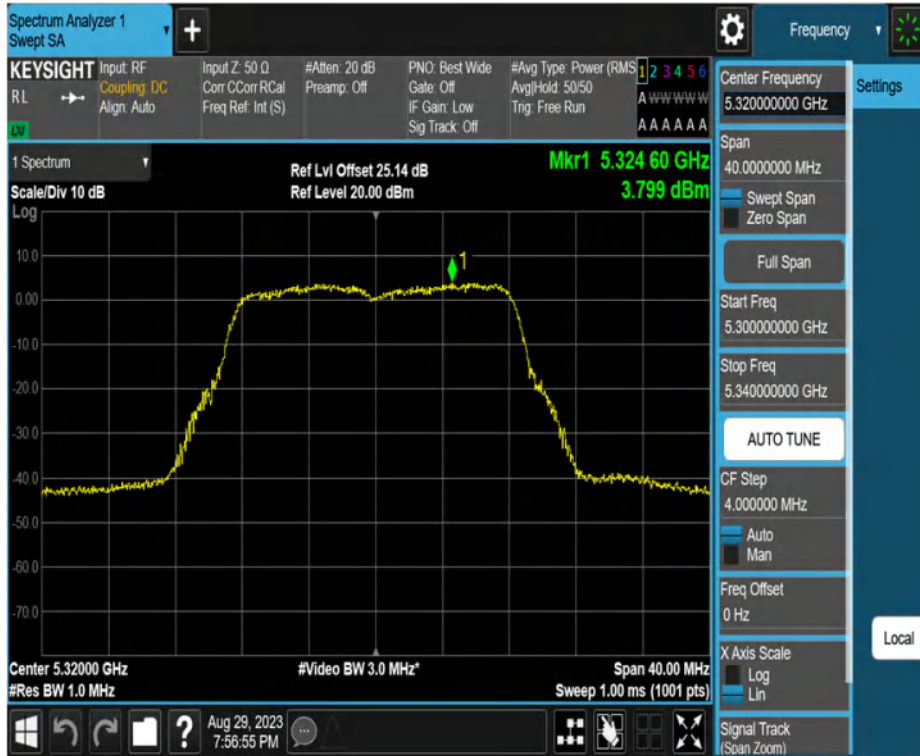 Spectrum Analyzer 1
Swept SA
+
Frequency
KEYSIGHT
RL
LXI
Input: RF
Coupling: DC
Align: Auto
Input Z: 50 Ω
Corr CCorr RCal
Freq Ref: Int (S)
#Atten: 20 dB
Preamp: Off
PNO: Best Wide
Gate: Off
IF Gain: Low
Sig Track: Off
#Avg Type: Power (RMS
Avg|Hold: 50/50
Trig: Free Run
1 2 3 4 5 6
A W W W W W
A A A A A A
1 Spectrum
Scale/Div 10 dB
Ref Lvl Offset 25.14 dB
Ref Level 20.00 dBm
Mkr1 5.324 60 GHz
3.799 dBm
Log
10.0
0.00
-10.0
-20.0
-30.0
-40.0
-50.0
-60.0
-70.0
1
Center 5.32000 GHz
#Res BW 1.0 MHz
#Video BW 3.0 MHz*
Span 40.00 MHz
Sweep 1.00 ms (1001 pts)
?
Aug 29, 2023
7:56:55 PM
Center Frequency
5.320000000 GHz
Span
40.0000000 MHz
Swept Span
Zero Span
Full Span
Start Freq
5.300000000 GHz
Stop Freq
5.340000000 GHz
AUTO TUNE
CF Step
4.000000 MHz
Auto
Man
Freq Offset
0 Hz
X Axis Scale
Log
Lin
Signal Track
(Span Zoom)
Settings
Local